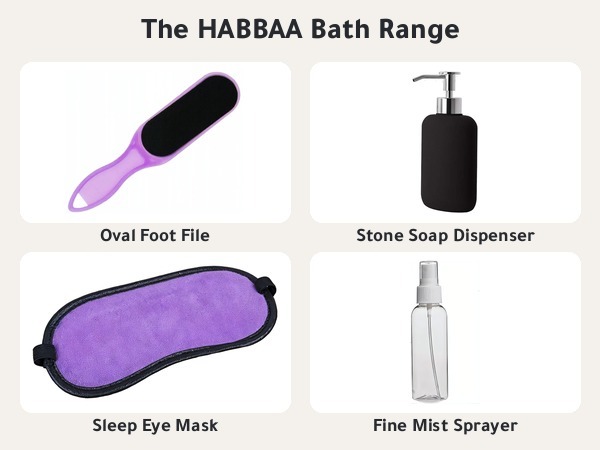 The HABBAA Bath Range
Oval Foot File
Stone Soap Dispenser
Sleep Eye Mask
Fine Mist Sprayer